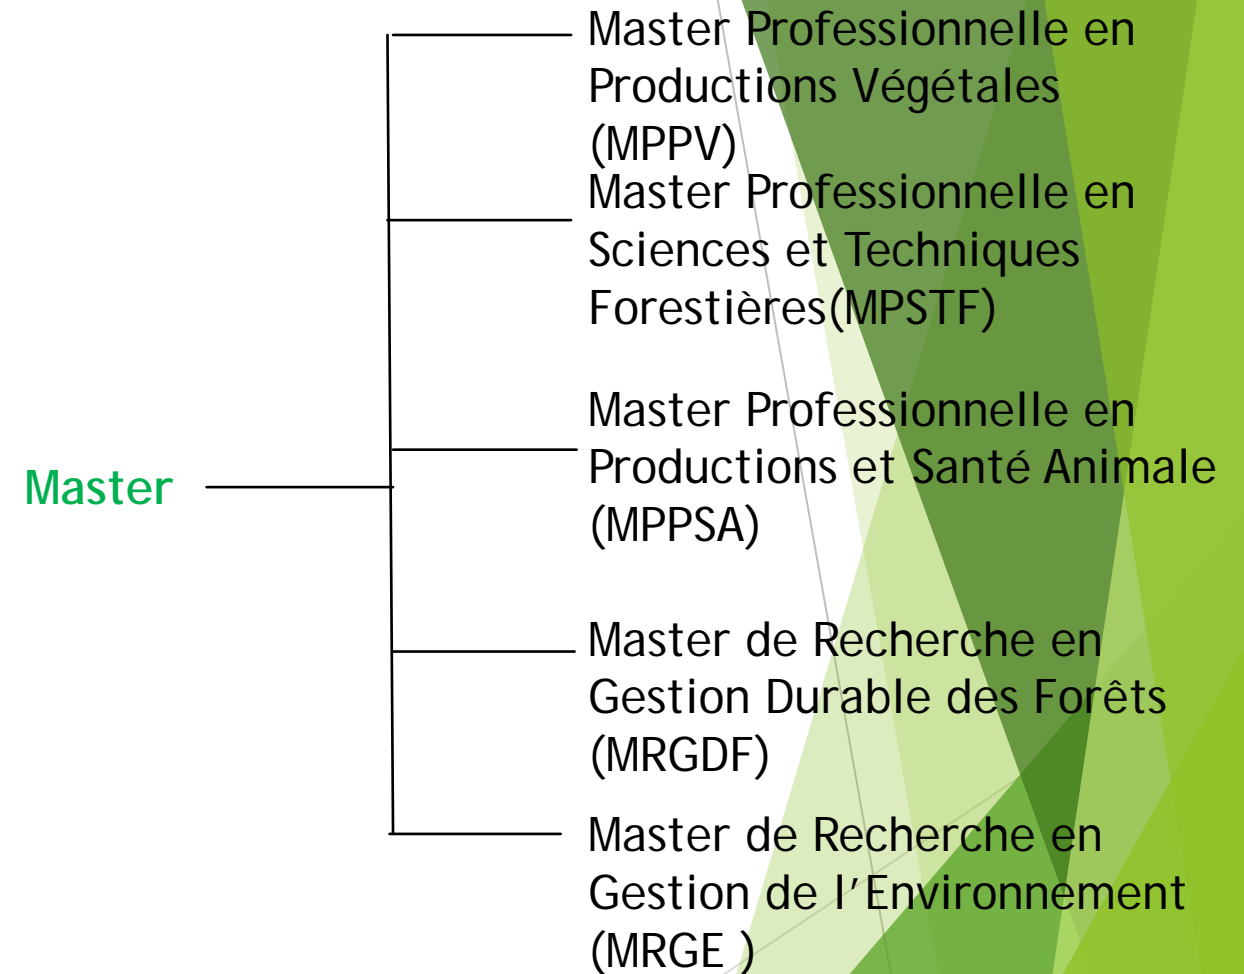 Master Professionnelle en
Productions Végétales
(MPPV)
Master Professionnelle en
Sciences et Techniques
Forestières(MPSTF)
Master Professionnelle en
Productions et Santé Animale
(MPPSA)
Master
Master de Recherche en
Gestion Durable des Forêts
(MRGDF)
Master de Recherche en
Gestion de l’Environnement
(MRGE )